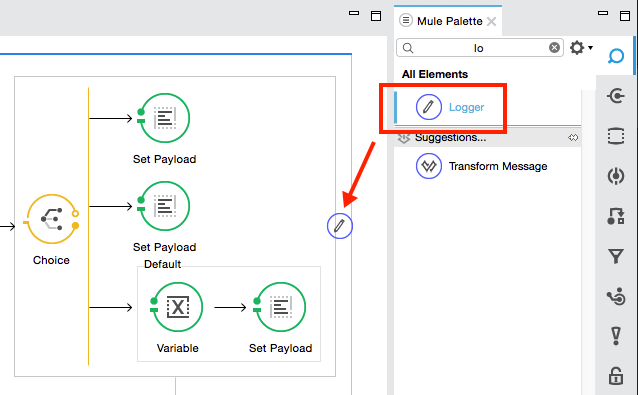 Mule Palette
lo
All Elements
Logger
Suggestions...
Transform Message
Set Payload
Set Payload
Choice
Default
Variable
Set Payload